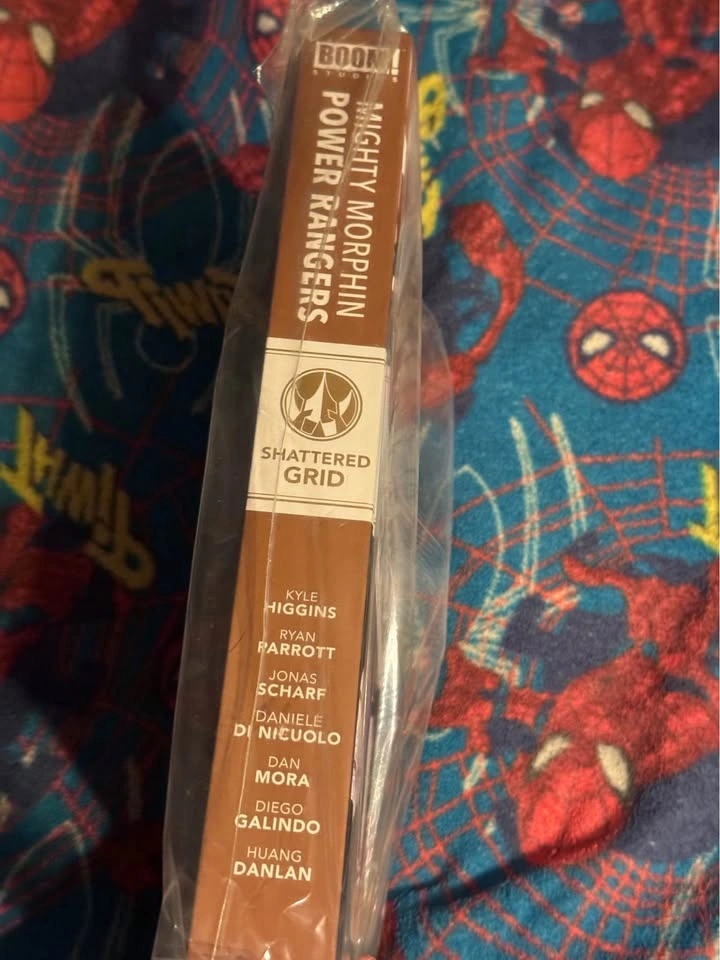 BOOM!
STUDIOS
MIGHTY MORPHIN
POWER RANGERS
SHATTERED
GRID
KYLE
HIGGINS
RYAN
PARROTT
JONAS
SCHARF
DANIELE
DI NICUOLO
DAN
MORA
DIEGO
GALINDO
HUANG
DANLAN
THWIP!
THWIP!